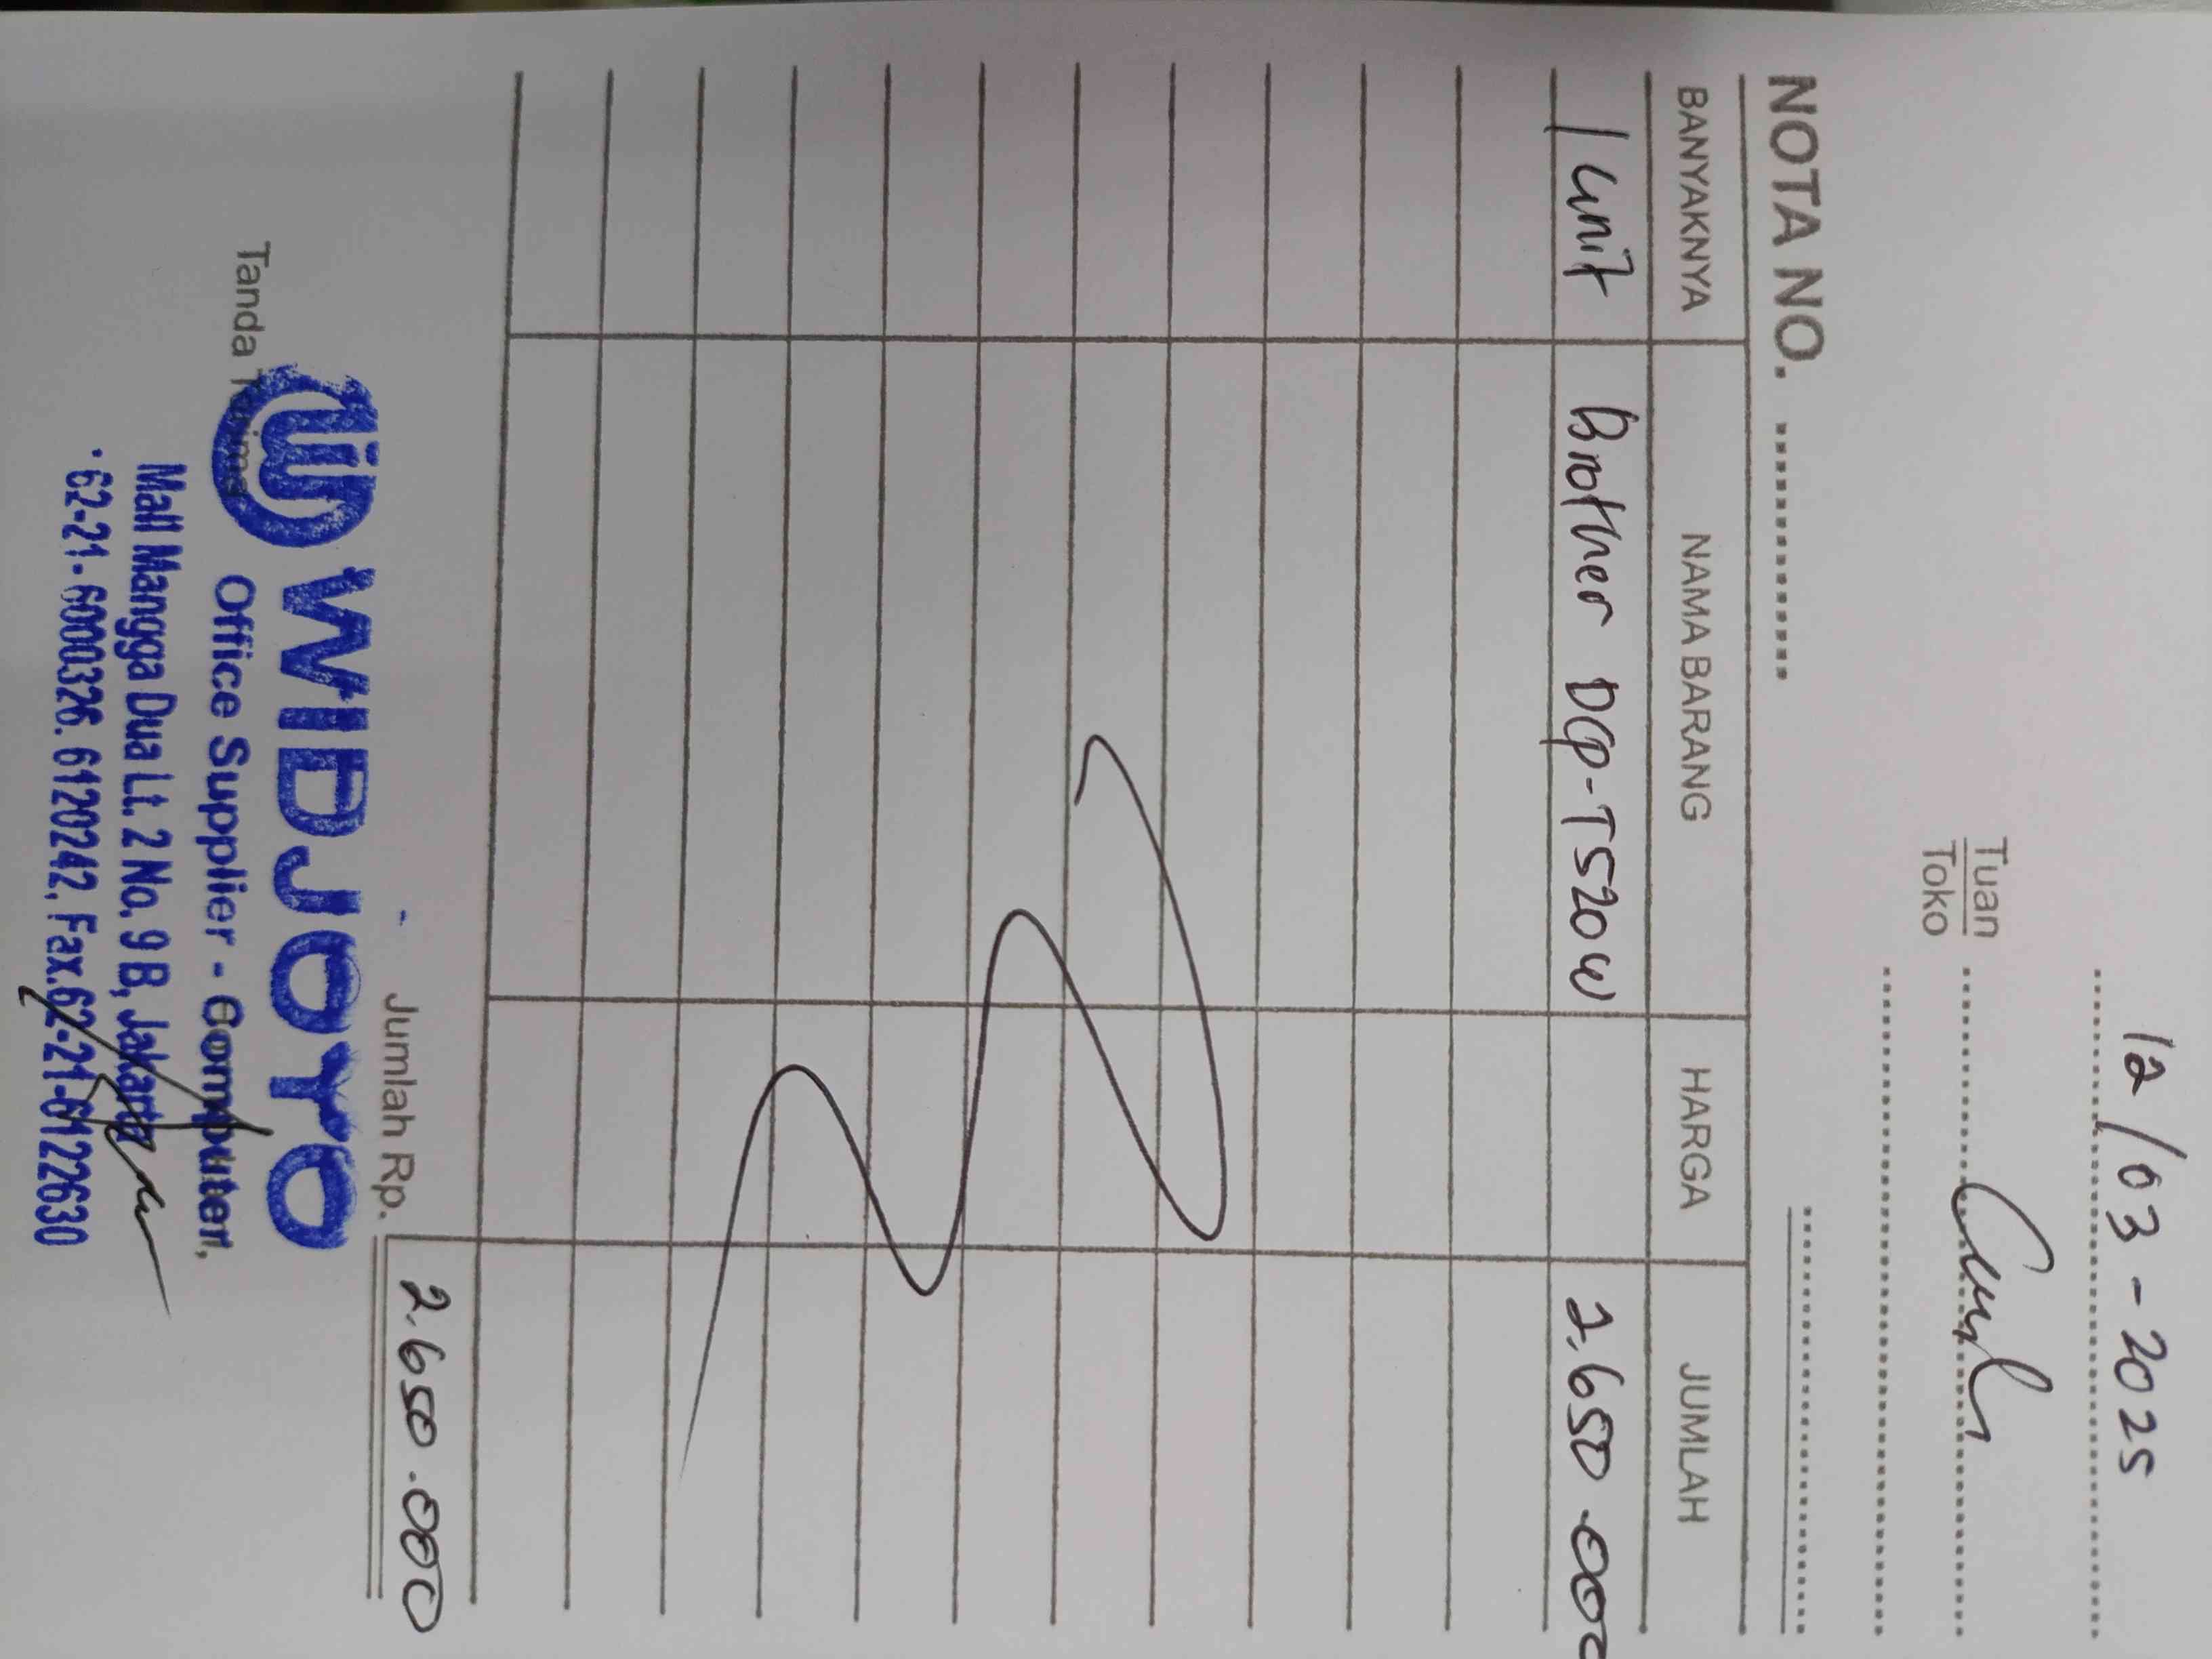 12/03-2025
Tuan
Toko
NOTA NO.
BANYAKNYA NAMA BARANG HARGA JUMLAH
1 unit Brother DCP-T520W 2.650.000
Jumlah Rp. 2.650.000
Tanda Terima
WIDJOYO
Office Supplier - Computer,
Mall Mangga Dua Lt. 2 No. 9 B, Jakarta
62-21-6000326. 6120242, Fax.62-21-6122630